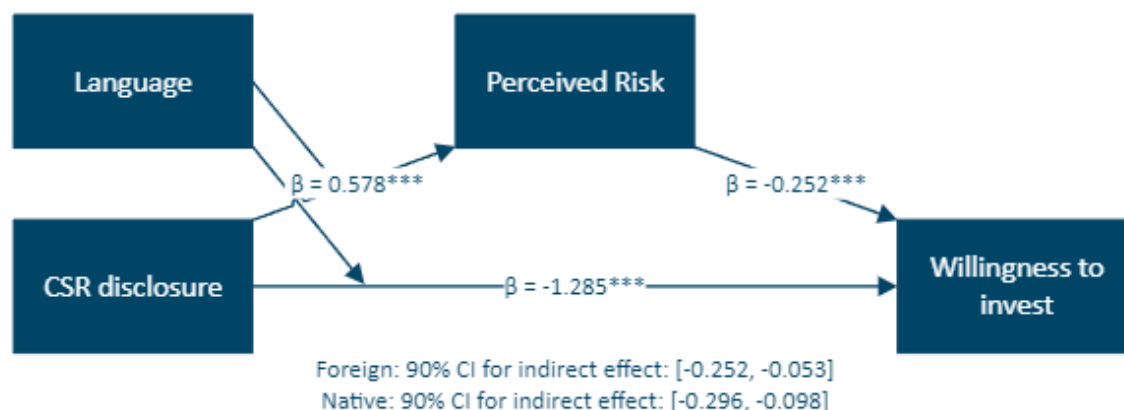 Language
Perceived Risk
β = 0.578***
β = -0.252***
CSR disclosure
β = -1.285***
Willingness to
invest
Foreign: 90% CI for indirect effect: [-0.252, -0.053]
Native: 90% CI for indirect effect: [-0.296, -0.098]